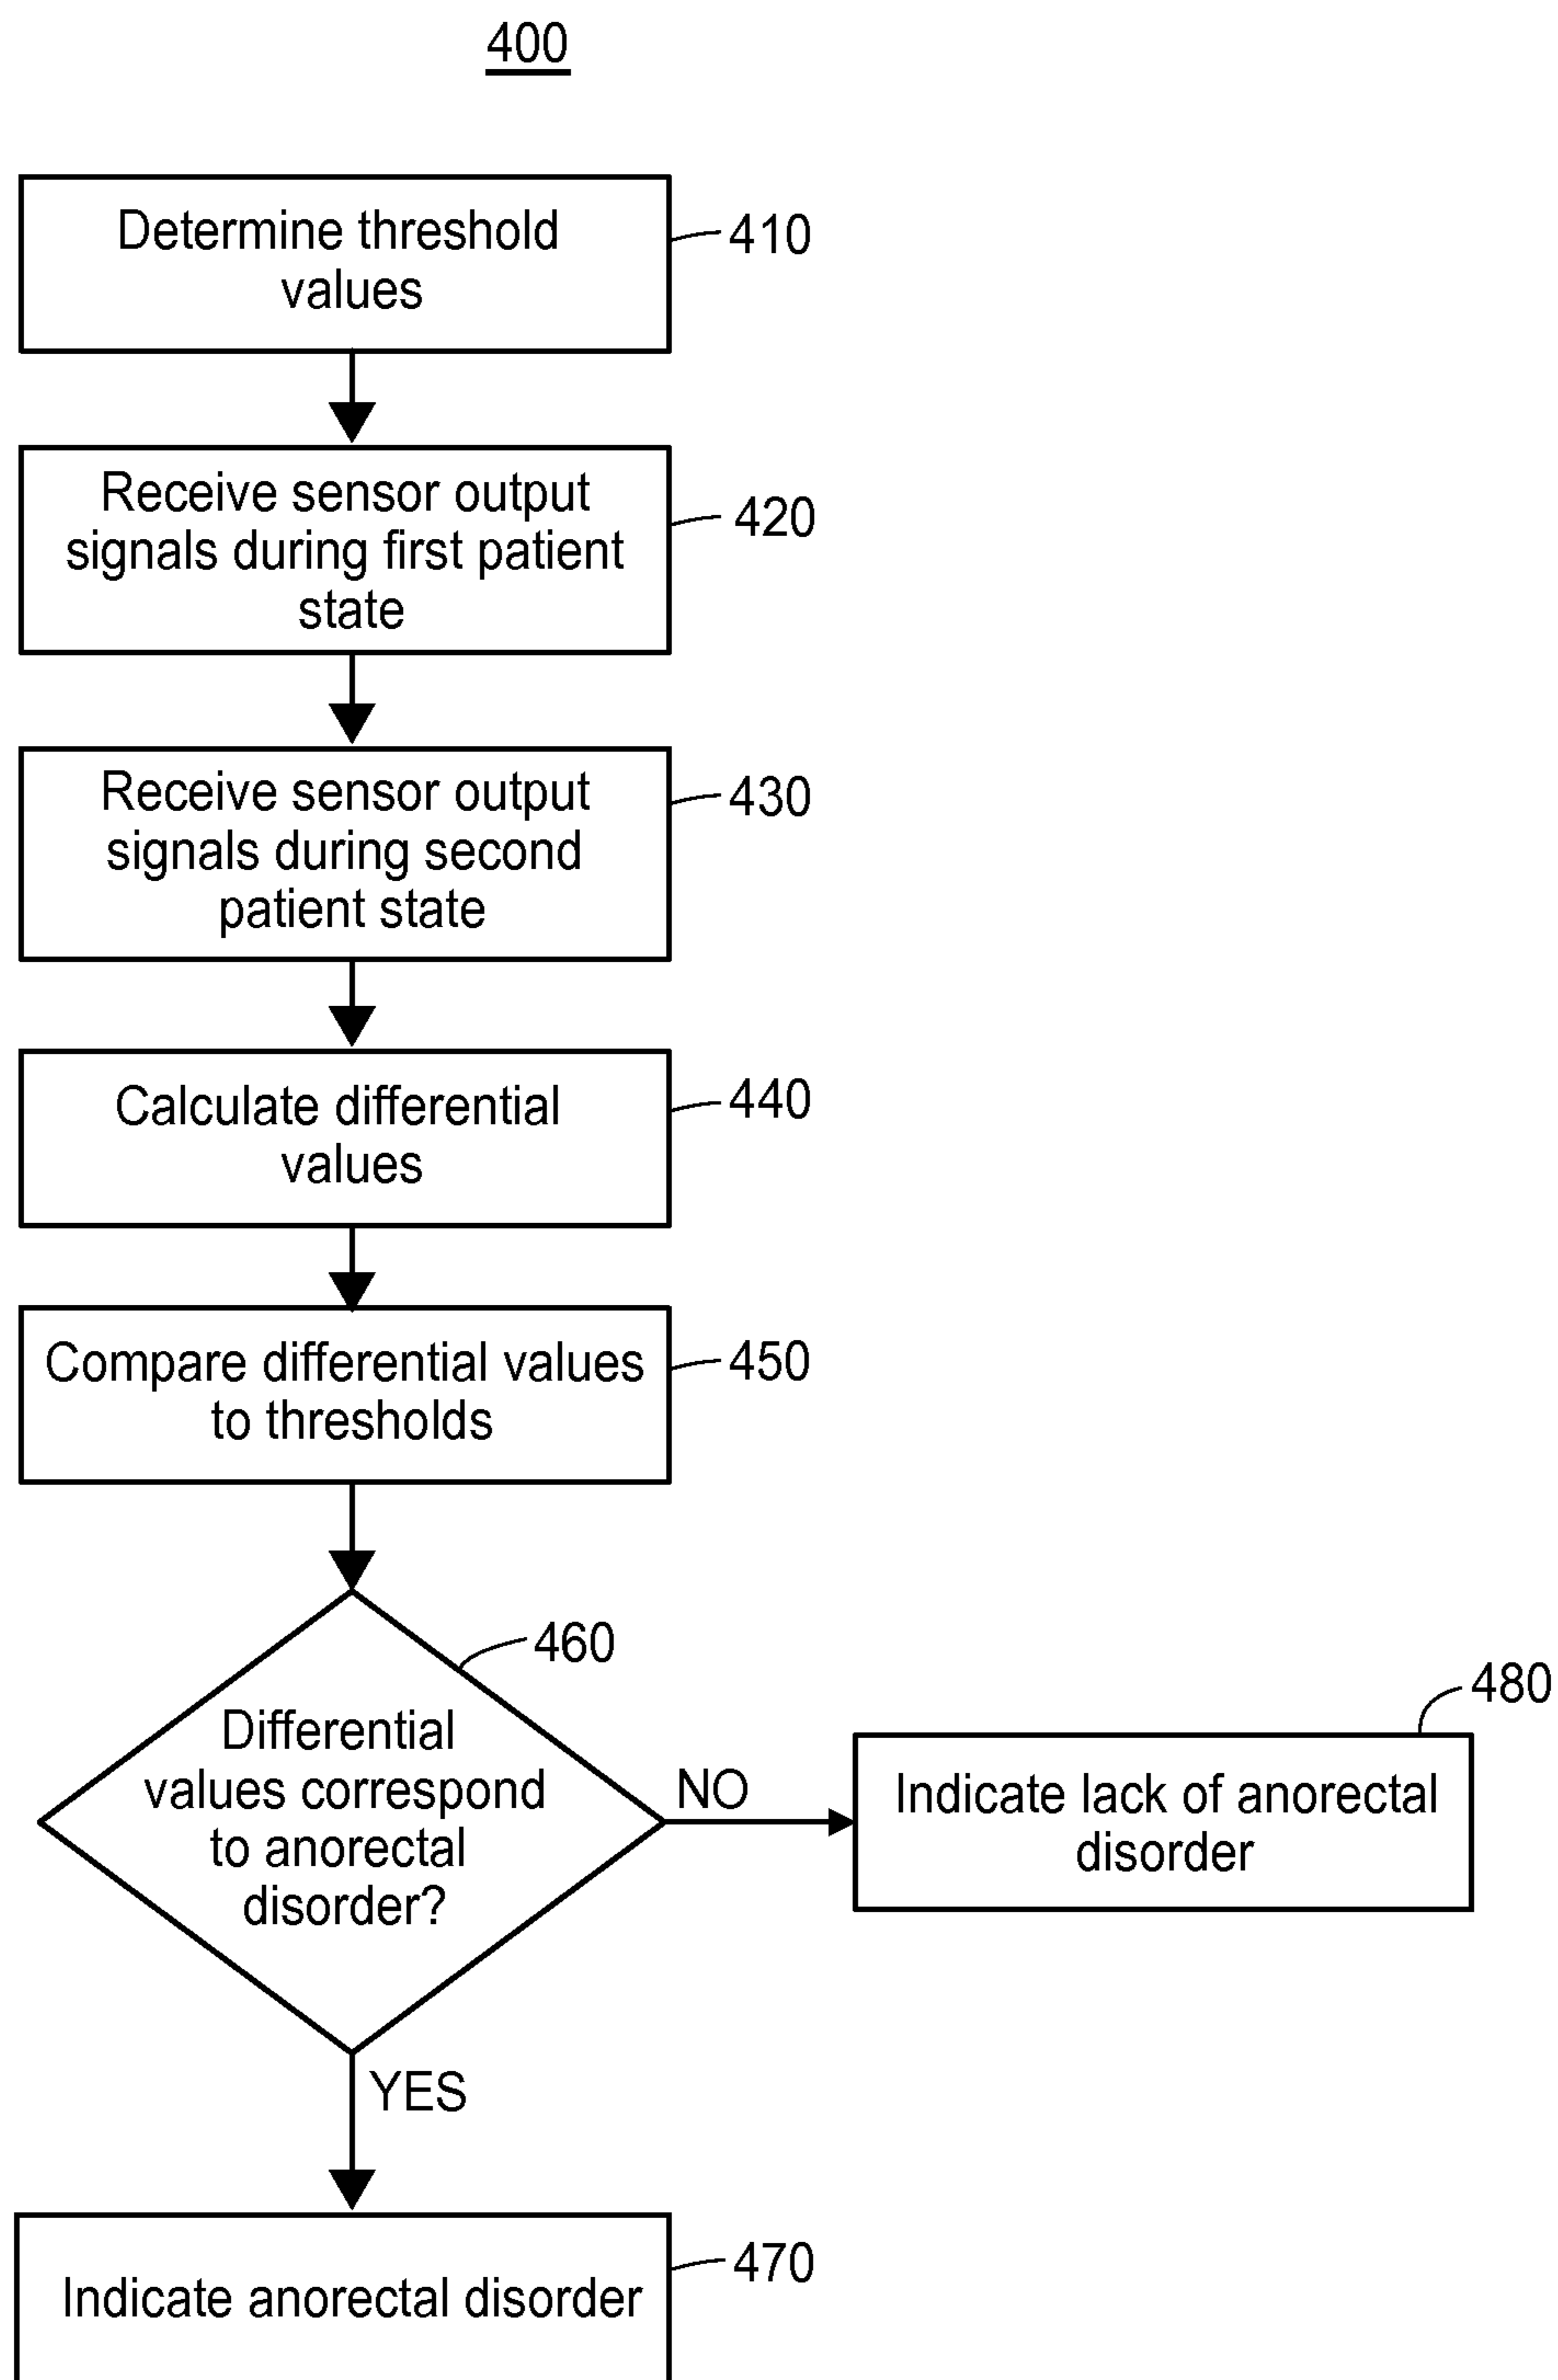 400
Determine threshold
values
410
Receive sensor output
signals during first patient
state
420
Receive sensor output
signals during second
patient state
430
Calculate differential
values
440
Compare differential values
to thresholds
450
460
Differential
values correspond
to anorectal
disorder?
NO
480
Indicate lack of anorectal
disorder
YES
Indicate anorectal disorder
470